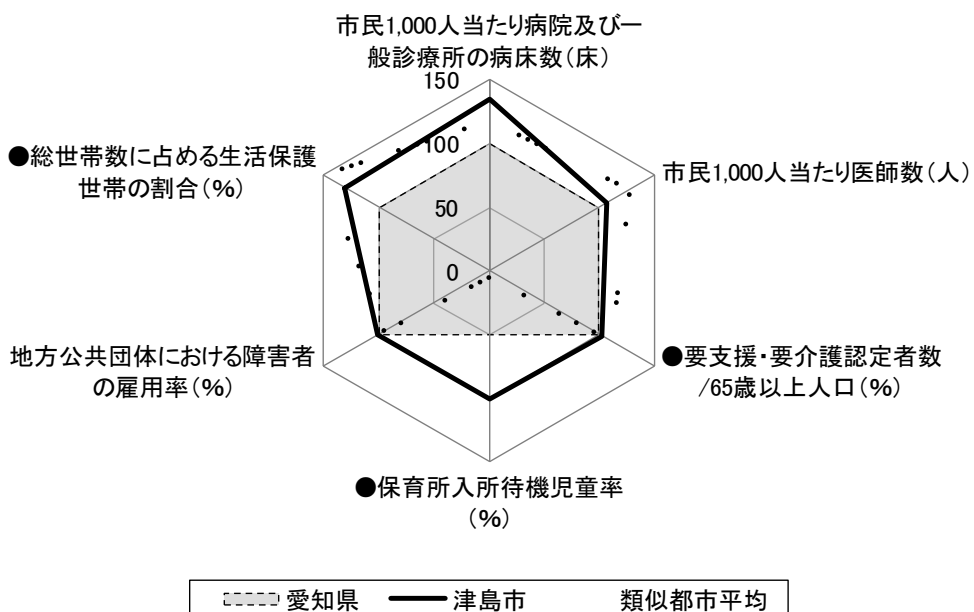 市民1,000人当たり病院及び一
般診療所の病床数(床)
150
100
50
0
●総世帯数に占める生活保護
世帯の割合(%)
市民1,000人当たり医師数(人)
地方公共団体における障害者
の雇用率(%)
●要支援・要介護認定者数
/65歳以上人口(%)
●保育所入所待機児童率
(%)
愛知県 津島市 類似都市平均